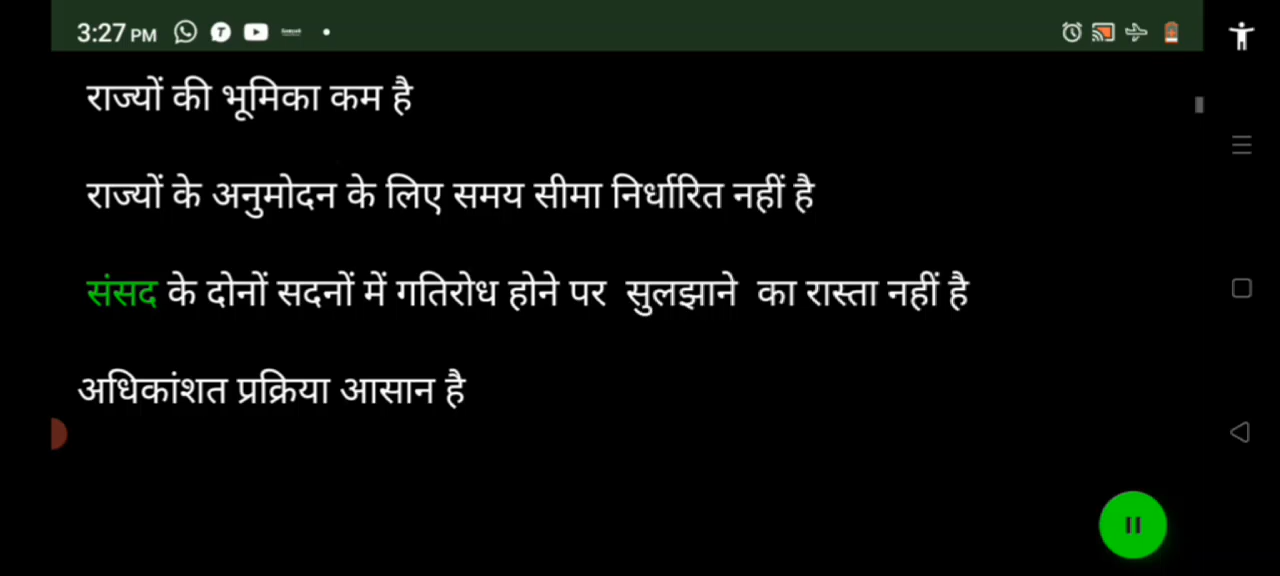 3:27 PM
राज्यों की भूमिका कम है
राज्यों के अनुमोदन के लिए समय सीमा निर्धारित नहीं है
संसद के दोनों सदनों में गतिरोध होने पर सुलझाने का रास्ता नहीं है
अधिकांशत प्रक्रिया आसान है